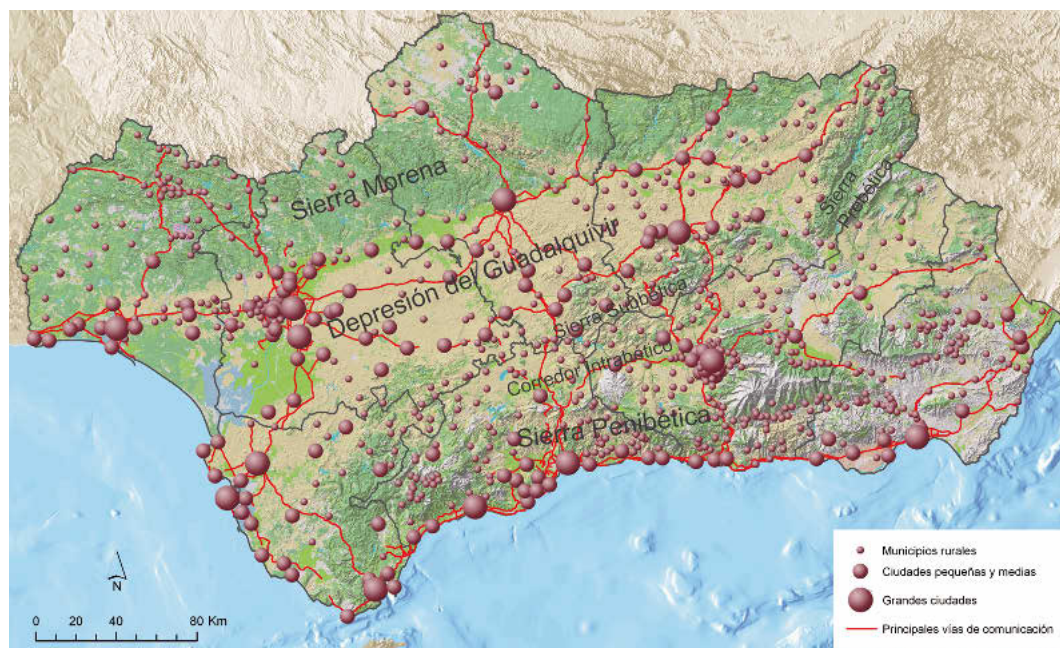 Sierra Morena
Depresión del Guadalquivir
Sierra
Prebética
Sierra Subbética
Corredor Intrabético
Sierra Penibética
N
0 20 40 80 Km
Municipios rurales
Ciudades pequeñas y medias
Grandes ciudades
Principales vías de comunicación